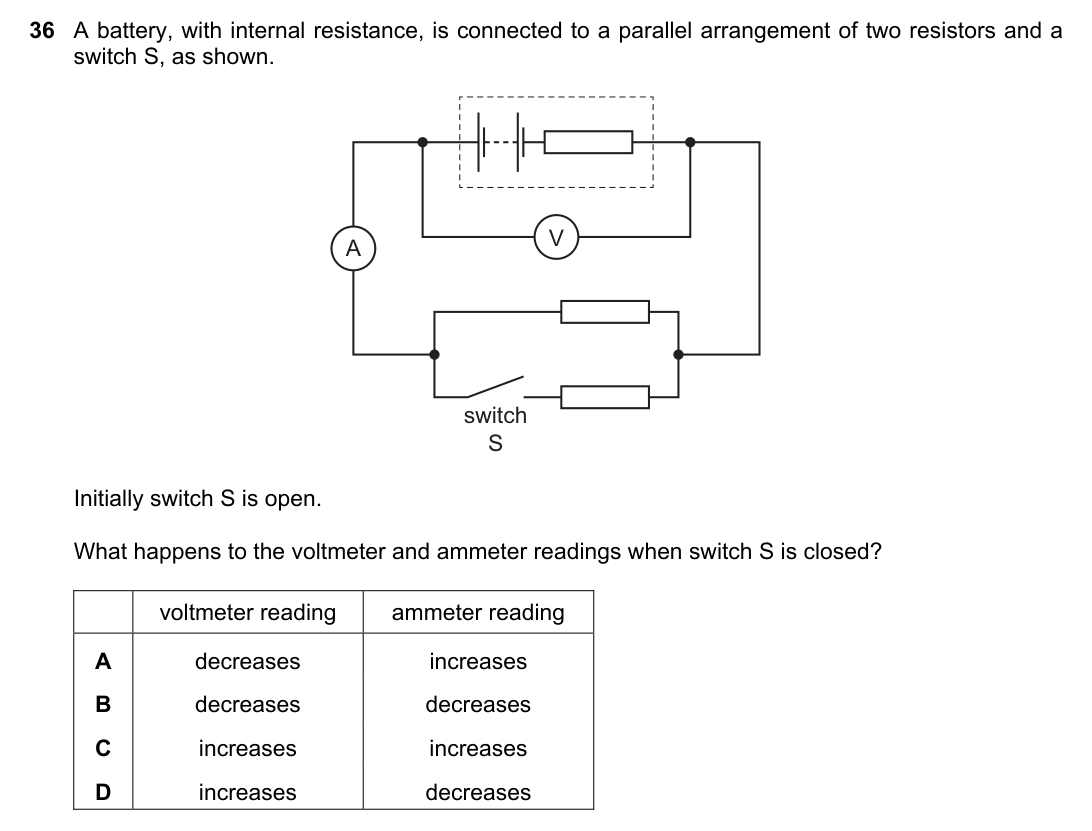 36 A battery, with internal resistance, is connected to a parallel arrangement of two resistors and a
switch S, as shown.
V
A
switch
S
Initially switch S is open.
What happens to the voltmeter and ammeter readings when switch S is closed?
voltmeter reading ammeter reading
A decreases increases
B decreases decreases
C increases increases
D increases decreases